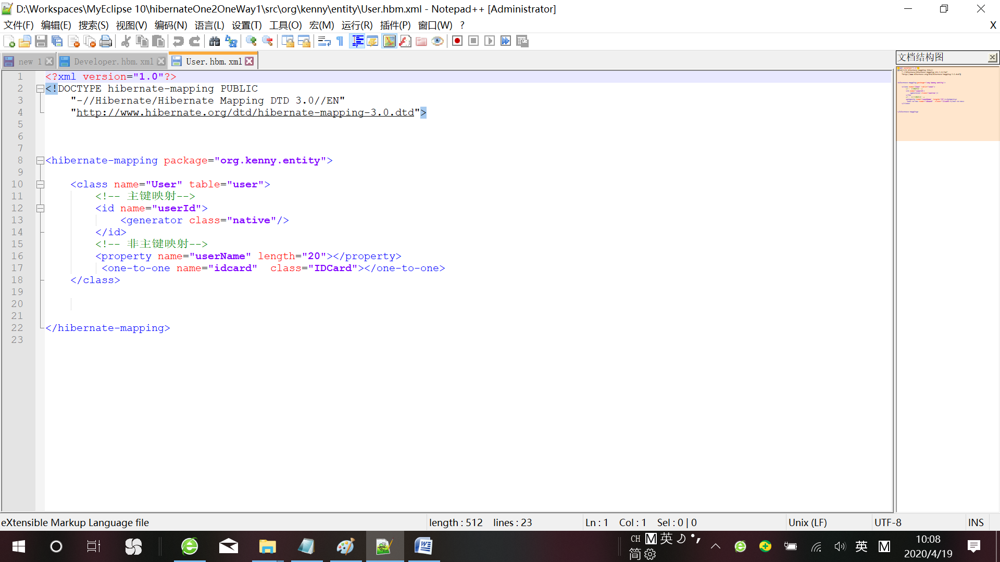 D:\Workspaces\MyEclipse 10\hibernateOne2OneWay1\src\org\kenny\entity\User.hbm.xml - Notepad++ [Administrator]
文件(F) 编辑(E) 搜索(S) 视图(V) 编码(N) 语言(L) 设置(T) 工具(O) 宏(M) 运行(R) 插件(P) 窗口(W) ? X
new 1 Developer.hbm.xml User.hbm.xml
文档结构图
1 <?xml version="1.0"?>
2 <!DOCTYPE hibernate-mapping PUBLIC
3 "-//Hibernate/Hibernate Mapping DTD 3.0//EN"
4 "http://www.hibernate.org/dtd/hibernate-mapping-3.0.dtd">
5
6
7
8 <hibernate-mapping package="org.kenny.entity">
9
10 <class name="User" table="user">
11 <!-- 主键映射-->
12 <id name="userId">
13 <generator class="native"/>
14 </id>
15 <!-- 非主键映射-->
16 <property name="userName" length="20"></property>
17 <one-to-one name="idcard"  class="IDCard"></one-to-one>
18 </class>
19
20
21
22 </hibernate-mapping>
23
eXtensible Markup Language file length : 512 lines : 23 Ln : 1 Col : 1 Sel : 0 | 0 Unix (LF) UTF-8 INS
CH M 英
简
英 M
10:08
2020/4/19